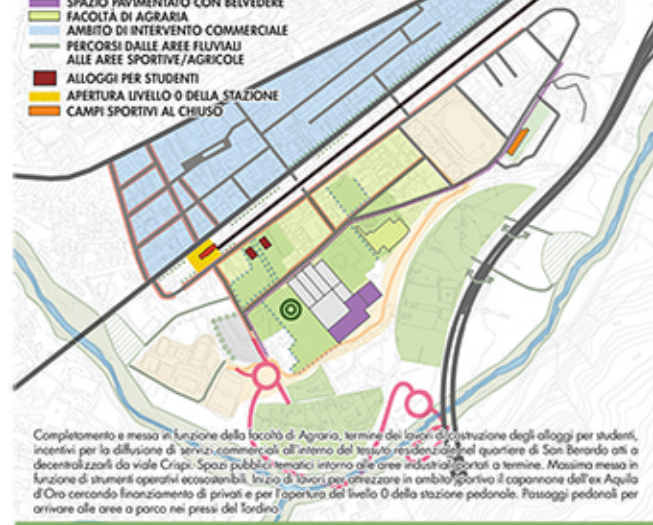 SPAZIO PAVIMENTATO CON BELVEDERE
FACOLTÀ DI AGRARIA
AMBITO DI INTERVENTO COMMERCIALE
PERCORSI DALLE AREE FLUVIALI
ALLE AREE SPORTIVE/AGRICOLE
ALLOGGI PER STUDENTI
APERTURA LIVELLO 0 DELLA STAZIONE
CAMPI SPORTIVI AL CHIUSO
Completamento e messa in funzione della facoltà di Agraria, termine dei lavori di costruzione degli alloggi per studenti,
incentivi per la diffusione di servizi commerciali all'interno del tessuto residenziale nel quartiere di San Berardo atti a
decentralizzarli da viale Crispi. Spazi pubblici tematici intorno alle aree industriali portati a termine. Massima messa in
funzione di strumenti operativi ecosostenibili. Inizio di lavori per attrezzare in ambito sportivo il capannone dell'ex Aquila
d'Oro cercando finanziamento di privati e per l'apertura del livello 0 della stazione pedonale. Passaggi pedonali per
arrivare alle aree a parco nei pressi del Tordino.